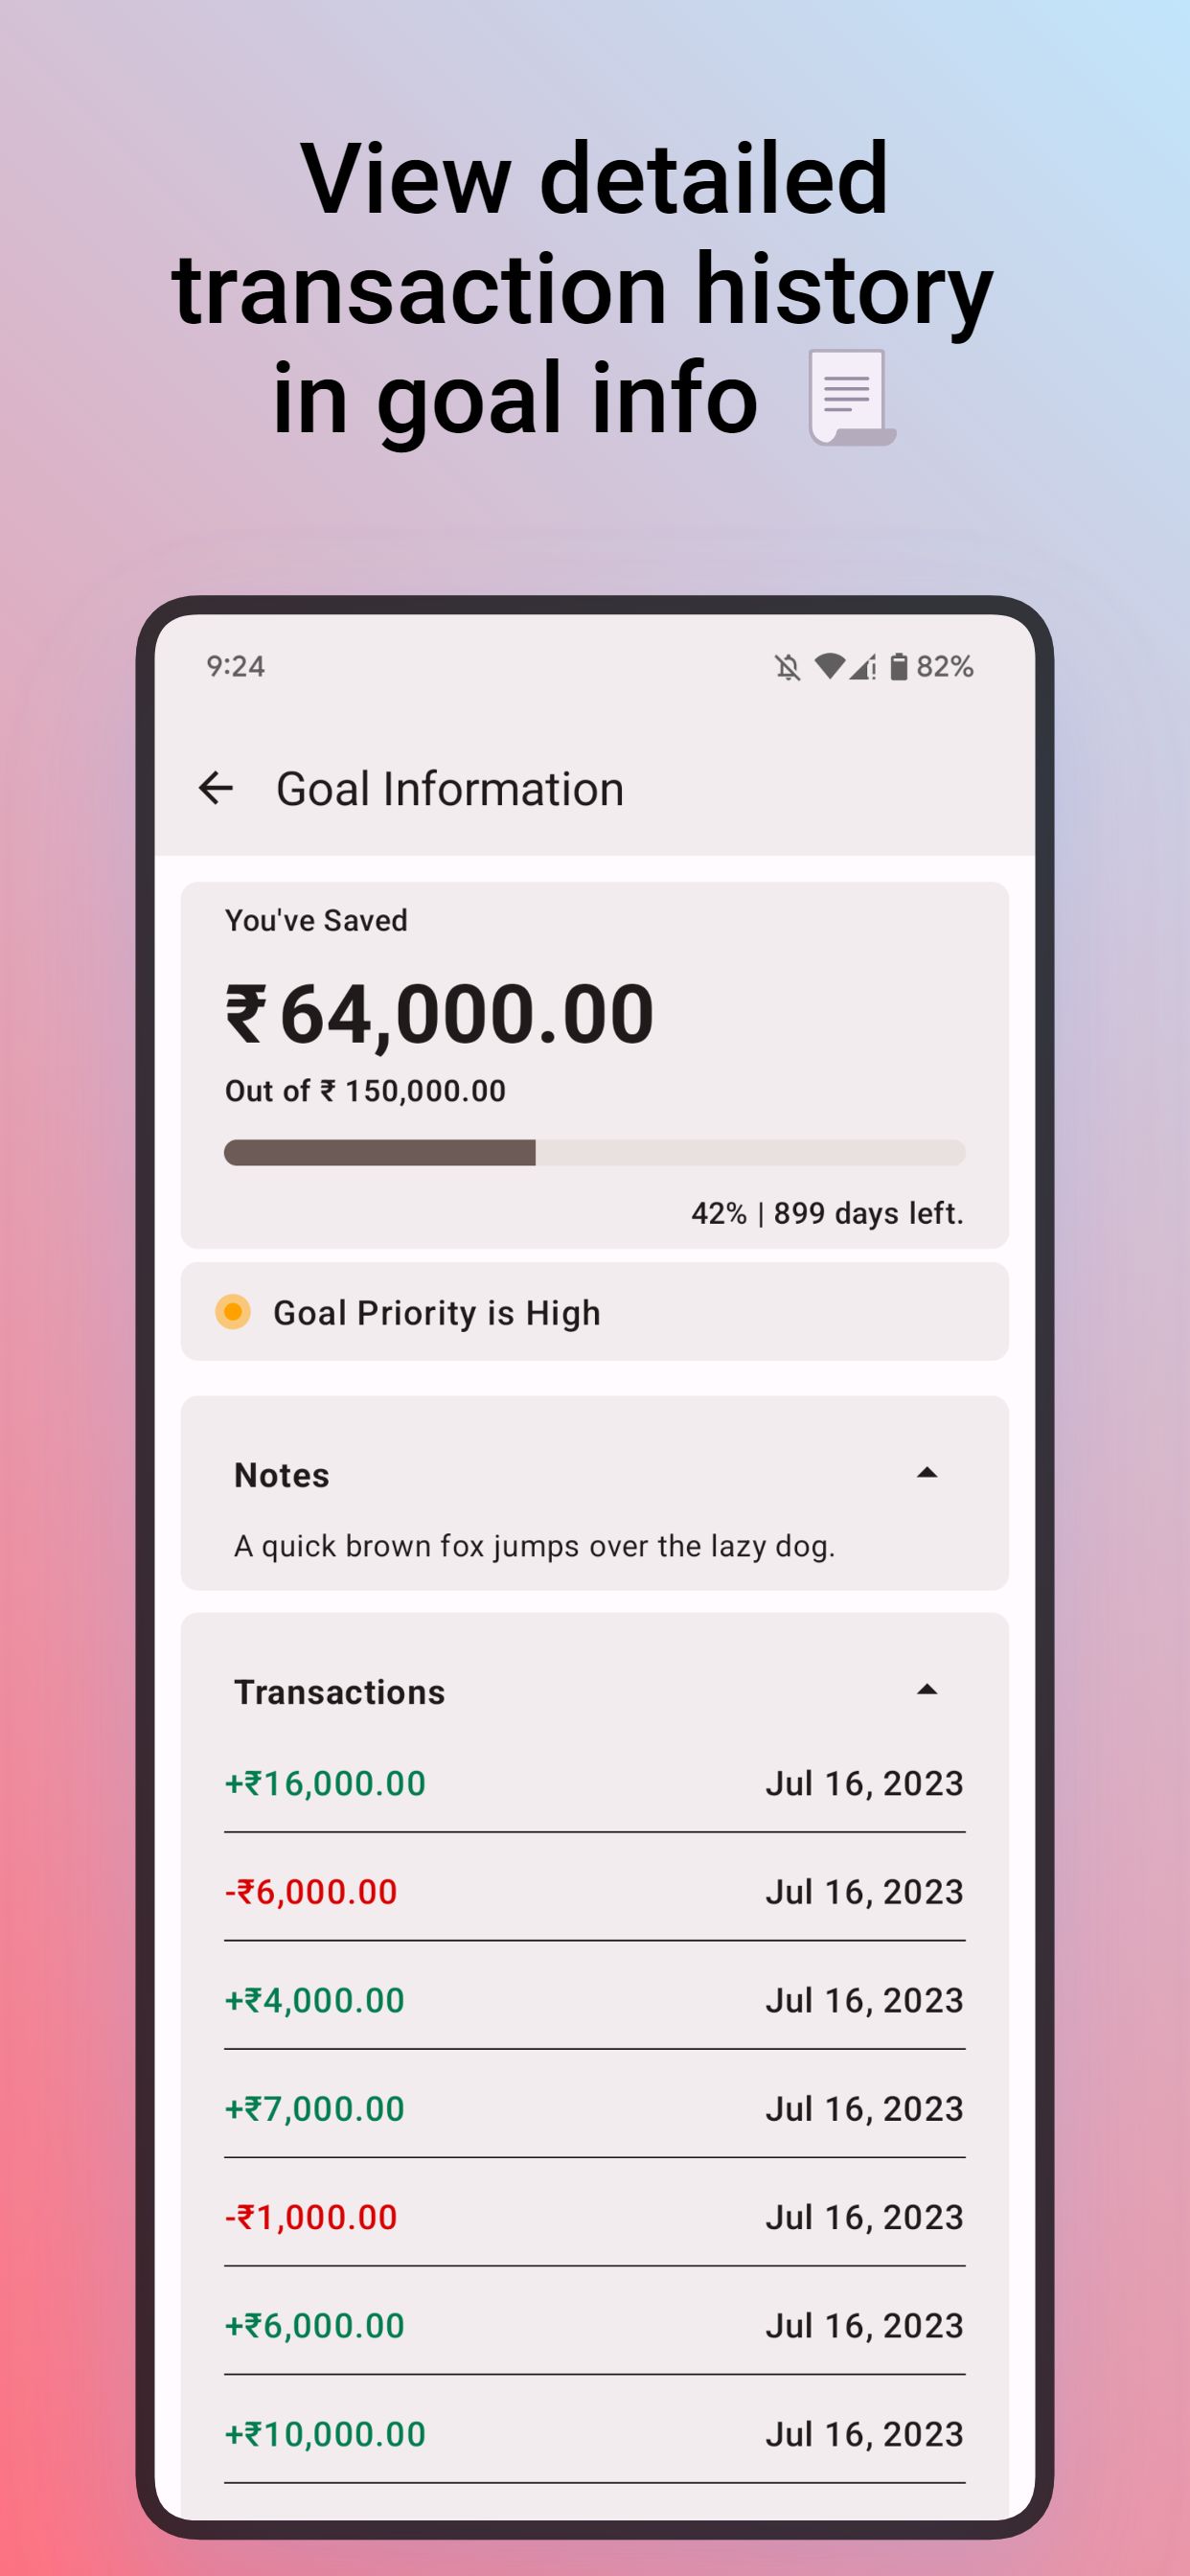 View detailed
transaction history
in goal info
9:24 82%
Goal Information
You've Saved
₹64,000.00
Out of ₹ 150,000.00
42% | 899 days left.
Goal Priority is High
Notes
A quick brown fox jumps over the lazy dog.
Transactions
+₹16,000.00 Jul 16, 2023
-₹6,000.00 Jul 16, 2023
+₹4,000.00 Jul 16, 2023
+₹7,000.00 Jul 16, 2023
-₹1,000.00 Jul 16, 2023
+₹6,000.00 Jul 16, 2023
+₹10,000.00 Jul 16, 2023